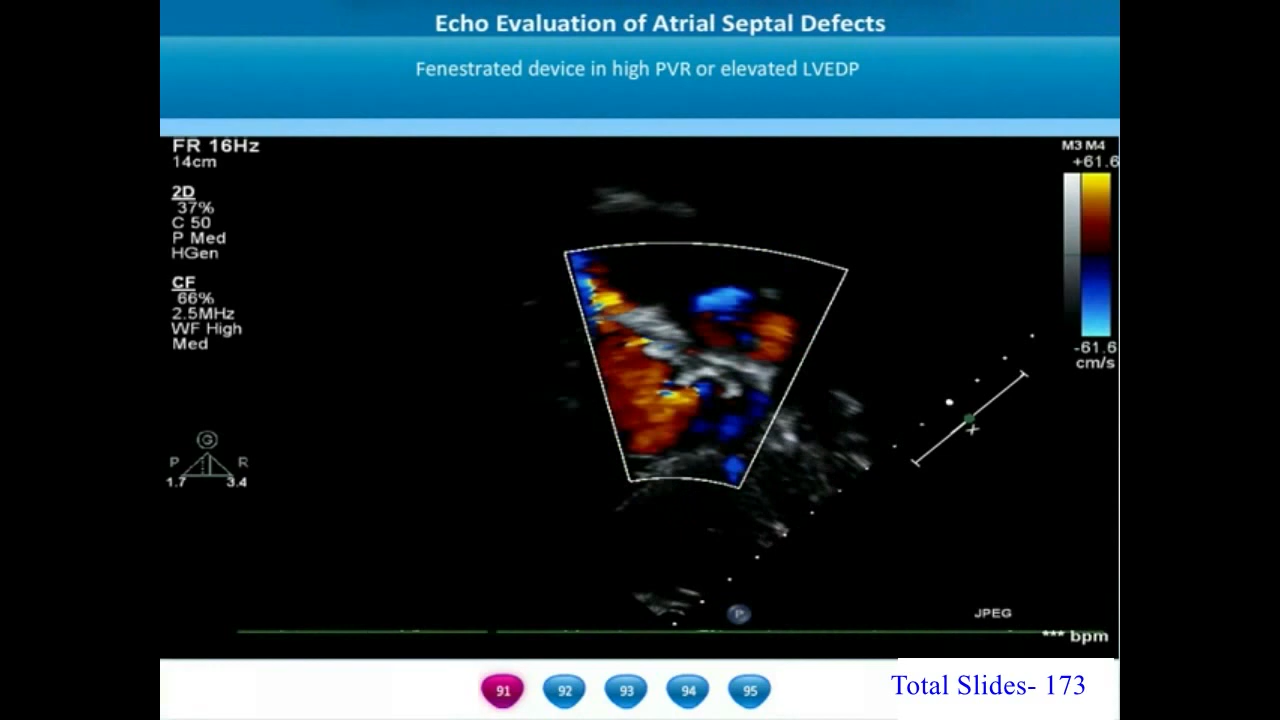 Echo Evaluation of Atrial Septal Defects
Fenestrated device in high PVR or elevated LVEDP
FR 16Hz
14cm
2D
37%
C 50
P Med
HGen
CF
66%
2.5MHz
WF High
Med
M3 M4
+61.6
-61.6
cm/s
G
P R
1.7 3.4
P
JPEG
*** bpm
91 92 93 94 95
Total Slides- 173